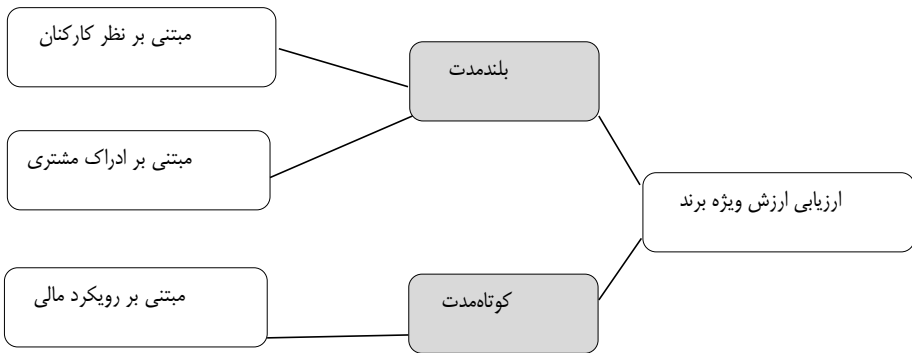 ارزیابی ارزش ویژه برند
بلندمدت
مبتنی بر نظر کارکنان
مبتنی بر ادراک مشتری
کوتاه‌مدت
مبتنی بر رویکرد مالی